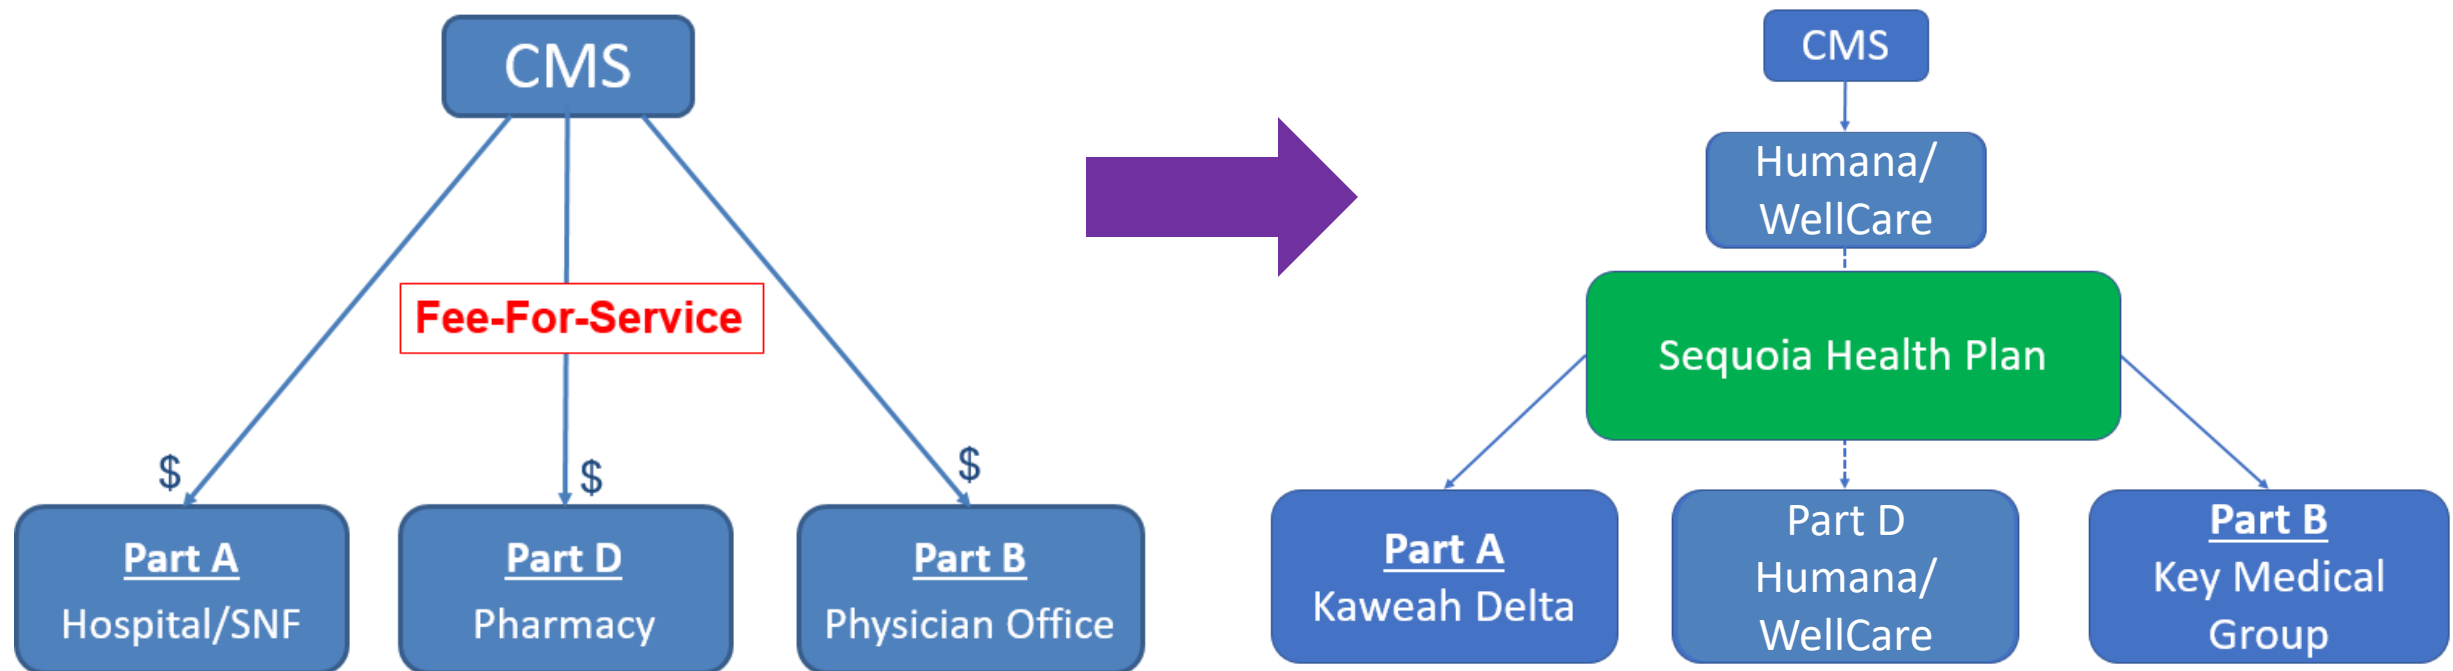 CMS
Fee-For-Service
$
$
$
Part A
Hospital/SNF
Part D
Pharmacy
Part B
Physician Office
CMS
Humana/
WellCare
Sequoia Health Plan
Part A
Kaweah Delta
Part D
Humana/
WellCare
Part B
Key Medical
Group